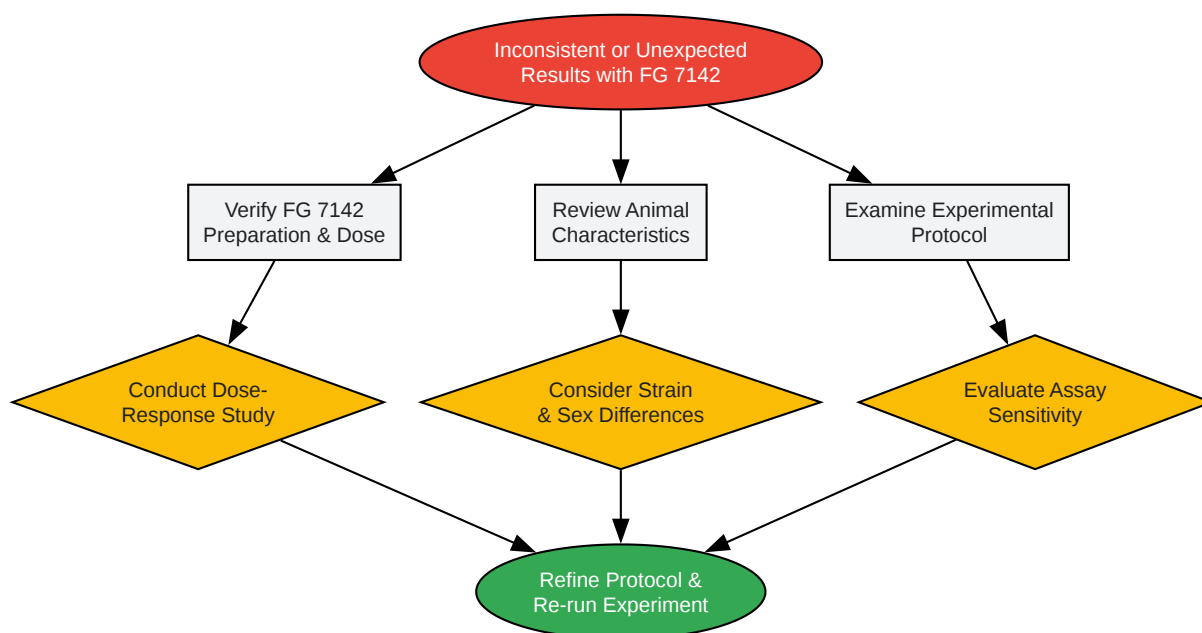 Inconsistent or Unexpected
Results with FG 7142
Verify FG 7142
Preparation & Dose
Review Animal
Characteristics
Examine Experimental
Protocol
Conduct Dose-
Response Study
Consider Strain
& Sex Differences
Evaluate Assay
Sensitivity
Refine Protocol &
Re-run Experiment